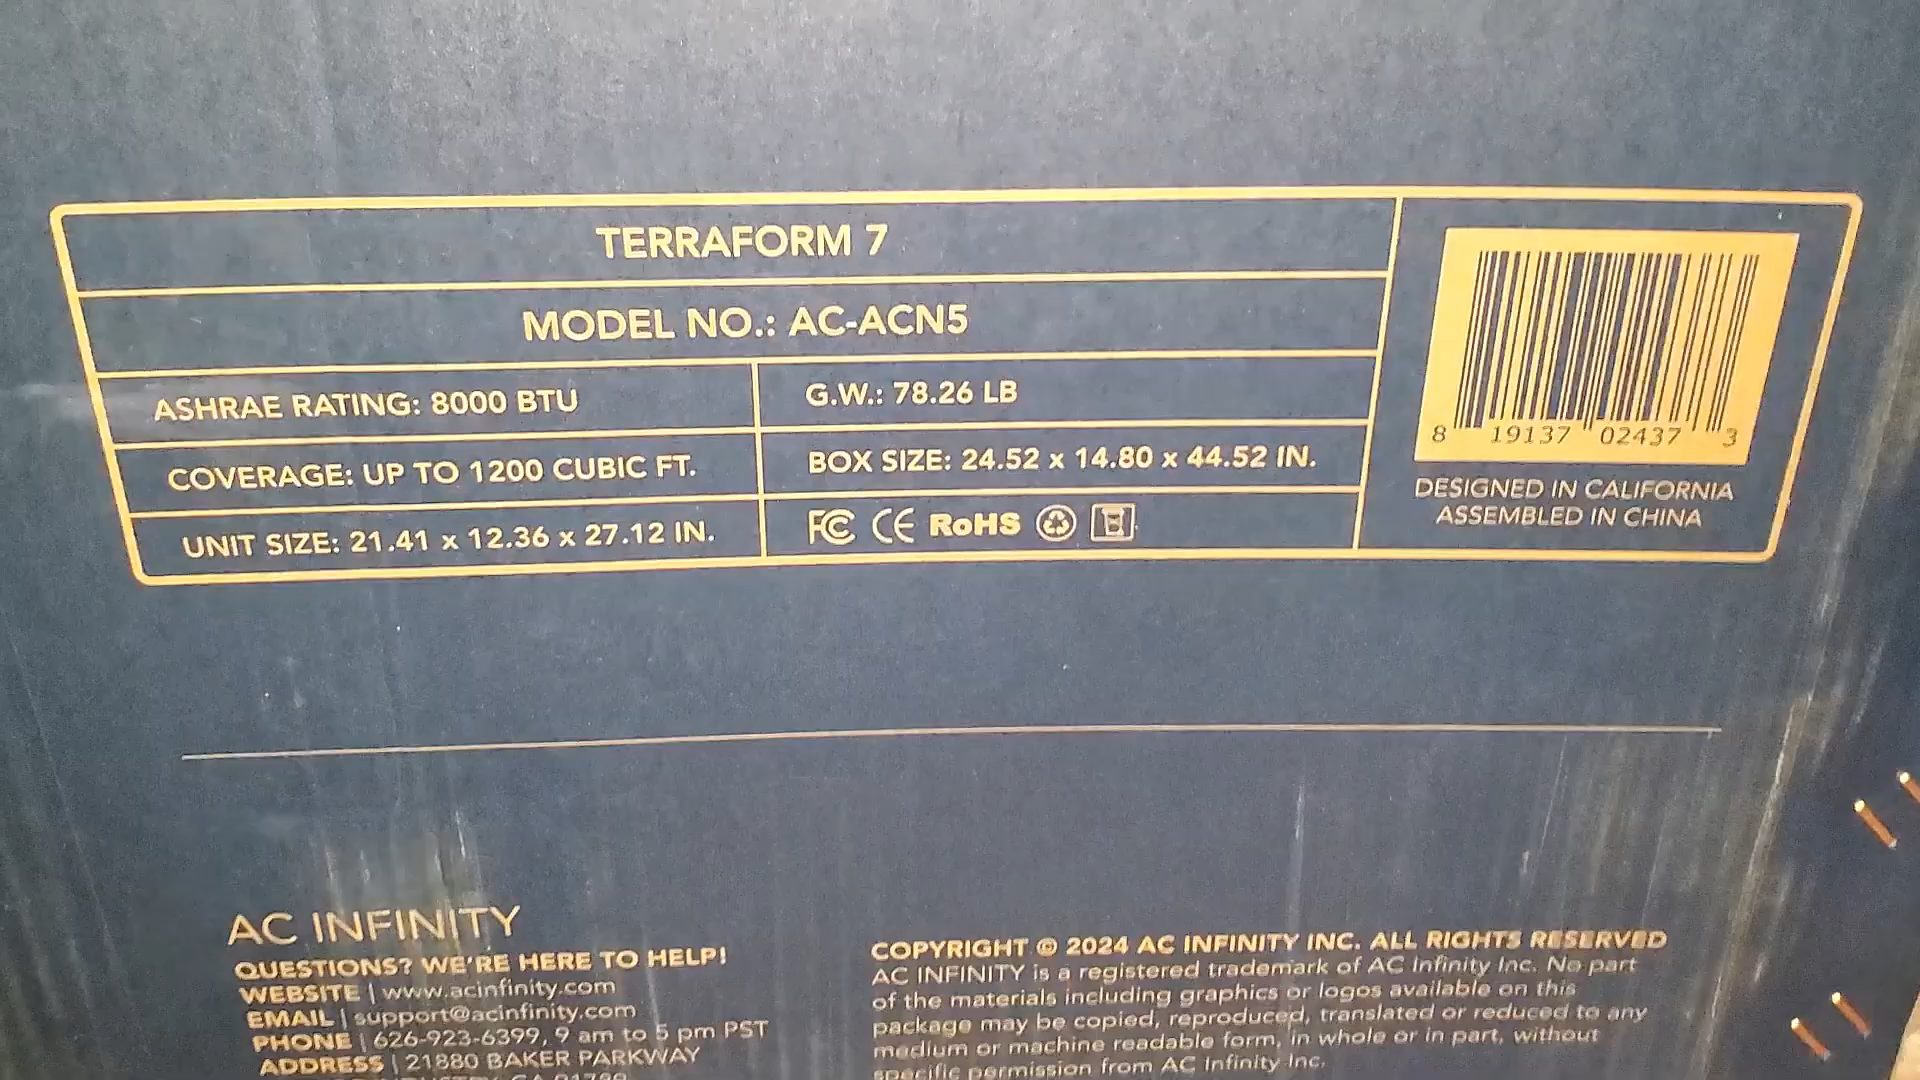 TERRAFORM 7
MODEL NO.: AC-ACN5
ASHRAE RATING: 8000 BTU
G.W.: 78.26 LB
COVERAGE: UP TO 1200 CUBIC FT.
BOX SIZE: 24.52 x 14.80 x 44.52 IN.
UNIT SIZE: 21.41 x 12.36 x 27.12 IN.
FC CE RoHS
8 19137 02437 3
DESIGNED IN CALIFORNIA
ASSEMBLED IN CHINA
AC INFINITY
QUESTIONS? WE'RE HERE TO HELP!
WEBSITE | www.acinfinity.com
EMAIL | support@acinfinity.com
PHONE | 626-923-6399, 9 am to 5 pm PST
ADDRESS | 21880 BAKER PARKWAY
COPYRIGHT © 2024 AC INFINITY INC. ALL RIGHTS RESERVED
AC INFINITY is a registered trademark of AC Infinity Inc. No part
of the materials including graphics or logos available on this
package may be copied, reproduced, translated or reduced to any
medium or machine readable form, in whole or in part, without
specific permission from AC Infinity Inc.